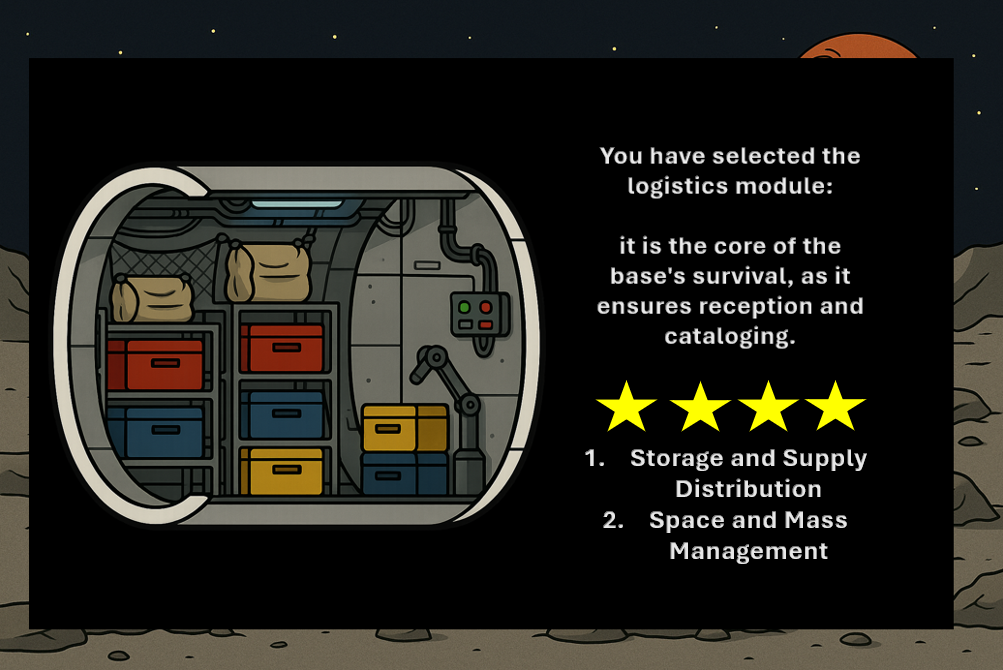 You have selected the
logistics module:
it is the core of the
base's survival, as it
ensures reception and
cataloging.
1. Storage and Supply
Distribution
2. Space and Mass
Management